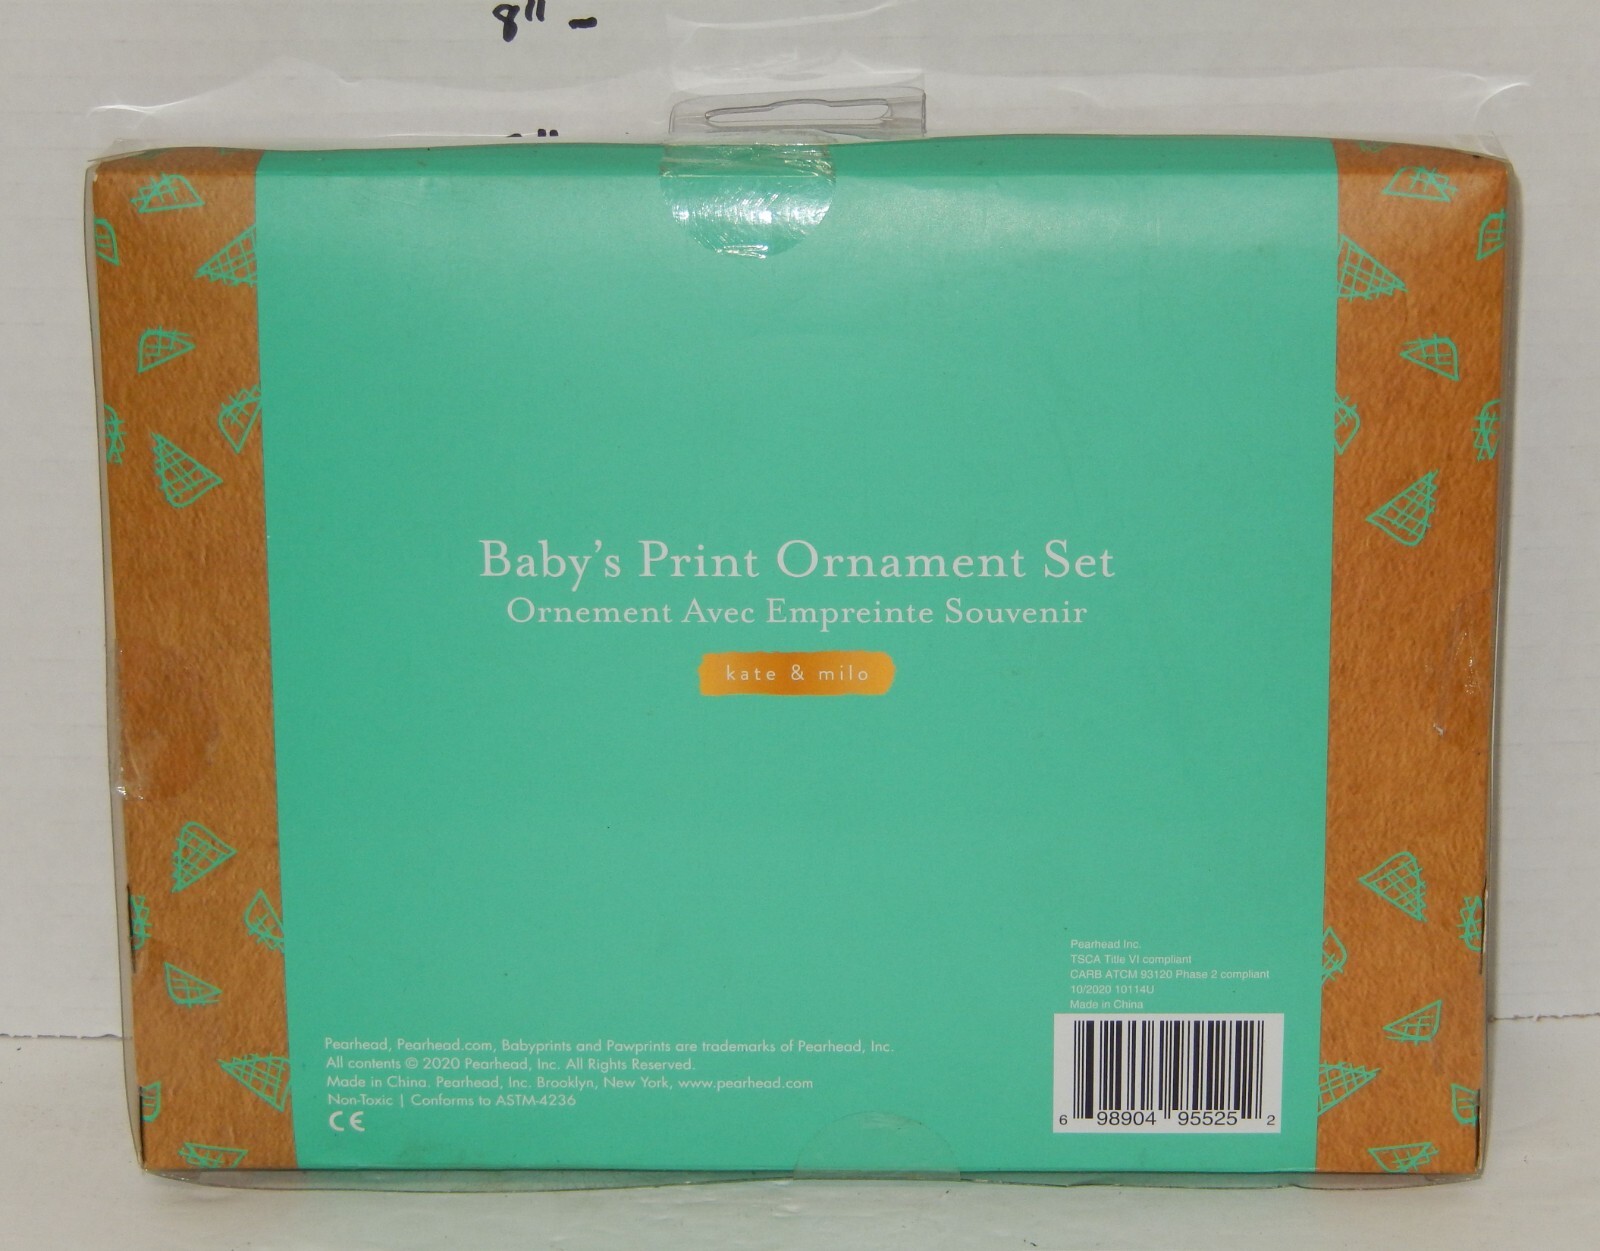 8" -
Baby's Print Ornament Set
Ornement Avec Empreinte Souvenir
kate & milo
Pearhead Inc.
TSCA Title VI compliant
CARB ATCM 93120 Phase 2 compliant
10/2020 10114U
Made in China
Pearhead, Pearhead.com, Babyprints and Pawprints are trademarks of Pearhead, Inc.
All contents © 2020 Pearhead, Inc. All Rights Reserved.
Made in China. Pearhead, Inc. Brooklyn, New York, www.pearhead.com
Non-Toxic | Conforms to ASTM-4236
CE
6 98904 95525 2